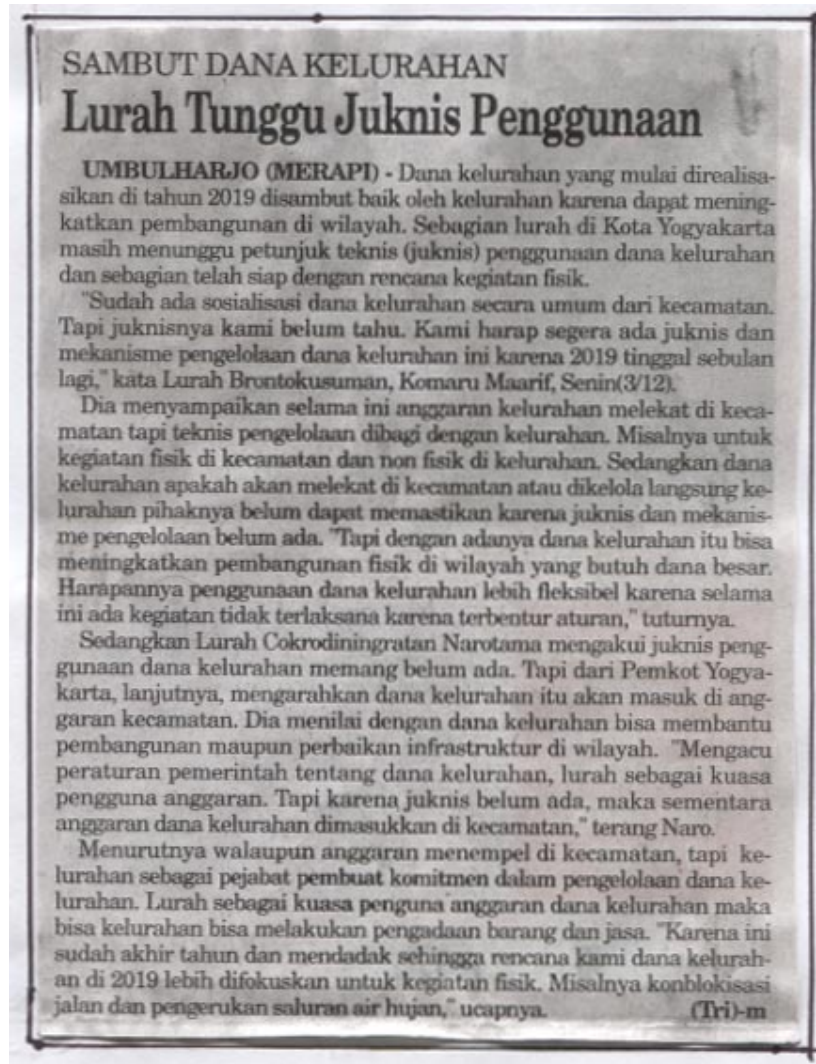 SAMBUT DANA KELURAHAN
Lurah Tunggu Juknis Penggunaan
UMBULHARJO (MERAPI) - Dana kelurahan yang mulai direalisa-
sikan di tahun 2019 disambut baik oleh kelurahan karena dapat mening-
katkan pembangunan di wilayah. Sebagian lurah di Kota Yogyakarta
masih menunggu petunjuk teknis (juknis) penggunaan dana kelurahan
dan sebagian telah siap dengan rencana kegiatan fisik.
"Sudah ada sosialisasi dana kelurahan secara umum dari kecamatan.
Tapi juknisnya kami belum tahu. Kami harap segera ada juknis dan
mekanisme pengelolaan dana kelurahan ini karena 2019 tinggal sebulan
lagi," kata Lurah Brontokusuman, Komaru Maarif, Senin(3/12).
Dia menyampaikan selama ini anggaran kelurahan melekat di keca-
matan tapi teknis pengelolaan dibagi dengan kelurahan. Misalnya untuk
kegiatan fisik di kecamatan dan non fisik di kelurahan. Sedangkan dana
kelurahan apakah akan melekat di kecamatan atau dikelola langsung ke-
lurahan pihaknya belum dapat memastikan karena juknis dan mekanis-
me pengelolaan belum ada. "Tapi dengan adanya dana kelurahan itu bisa
meningkatkan pembangunan fisik di wilayah yang butuh dana besar.
Harapannya penggunaan dana kelurahan lebih fleksibel karena selama
ini ada kegiatan tidak terlaksana karena terbentur aturan," tuturnya.
Sedangkan Lurah Cokrodiningratan Narotama mengakui juknis peng-
gunaan dana kelurahan memang belum ada. Tapi dari Pemkot Yogya-
karta, lanjutnya, mengarahkan dana kelurahan itu akan masuk di ang-
garan kecamatan. Dia menilai dengan dana kelurahan bisa membantu
pembangunan maupun perbaikan infrastruktur di wilayah. "Mengacu
peraturan pemerintah tentang dana kelurahan, lurah sebagai kuasa
pengguna anggaran. Tapi karena juknis belum ada, maka sementara
anggaran dana kelurahan dimasukkan di kecamatan," terang Naro.
Menurutnya walaupun anggaran menempel di kecamatan, tapi ke-
lurahan sebagai pejabat pembuat komitmen dalam pengelolaan dana ke-
lurahan. Lurah sebagai kuasa penguna anggaran dana kelurahan maka
bisa kelurahan bisa melakukan pengadaan barang dan jasa. "Karena ini
sudah akhir tahun dan mendadak sehingga rencana kami dana kelurah-
an di 2019 lebih difokuskan untuk kegiatan fisik. Misalnya konblokisasi
jalan dan pengerukan saluran air hujan," ucapnya. (Tri)-m